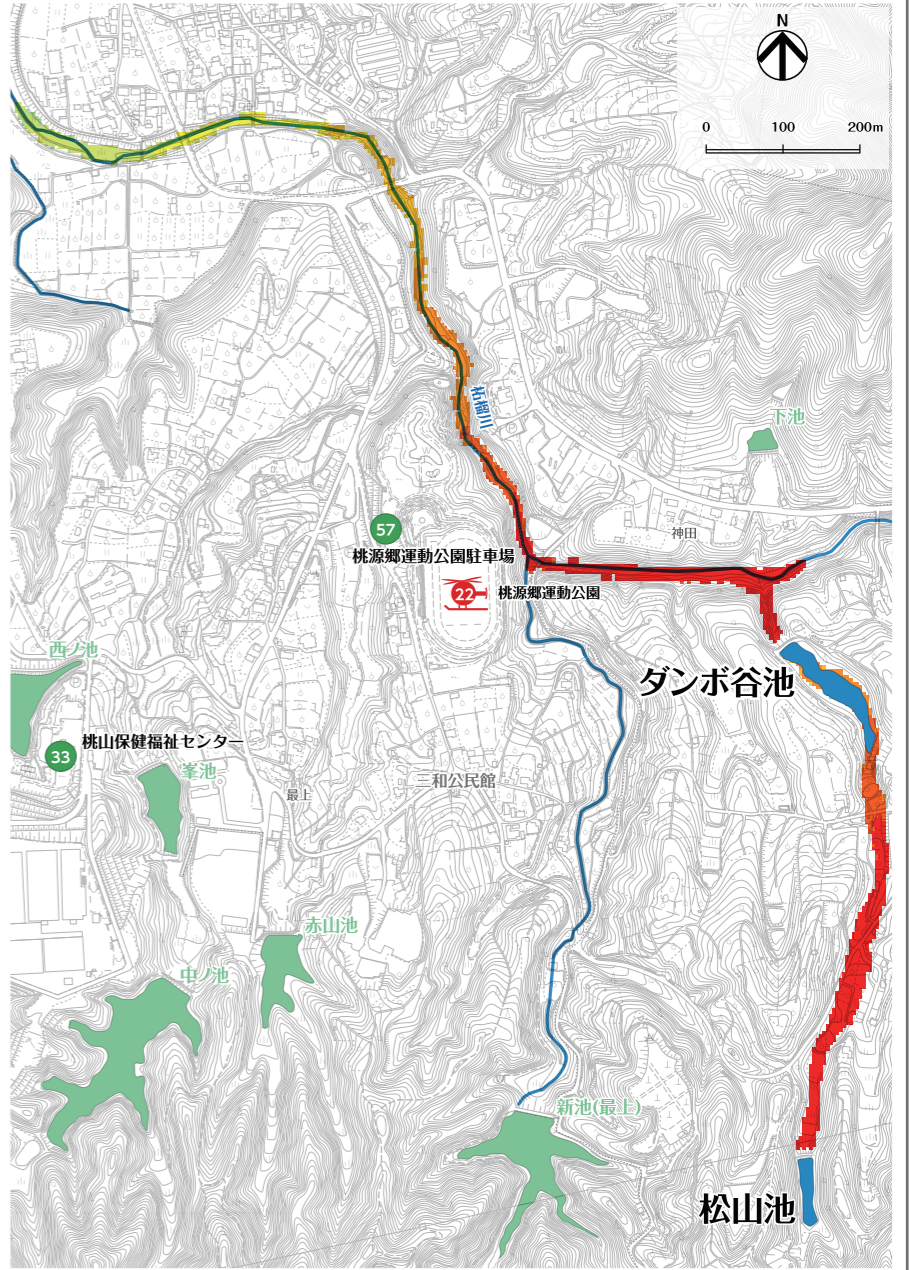 N
0 100 200m
柘榴川
下池
神田
57
桃源郷運動公園駐車場
22
桃源郷運動公園
西ノ池
ダンボ谷池
33
桃山保健福祉センター
峯池
三和公民館
最上
赤山池
中ノ池
新池(最上)
松山池